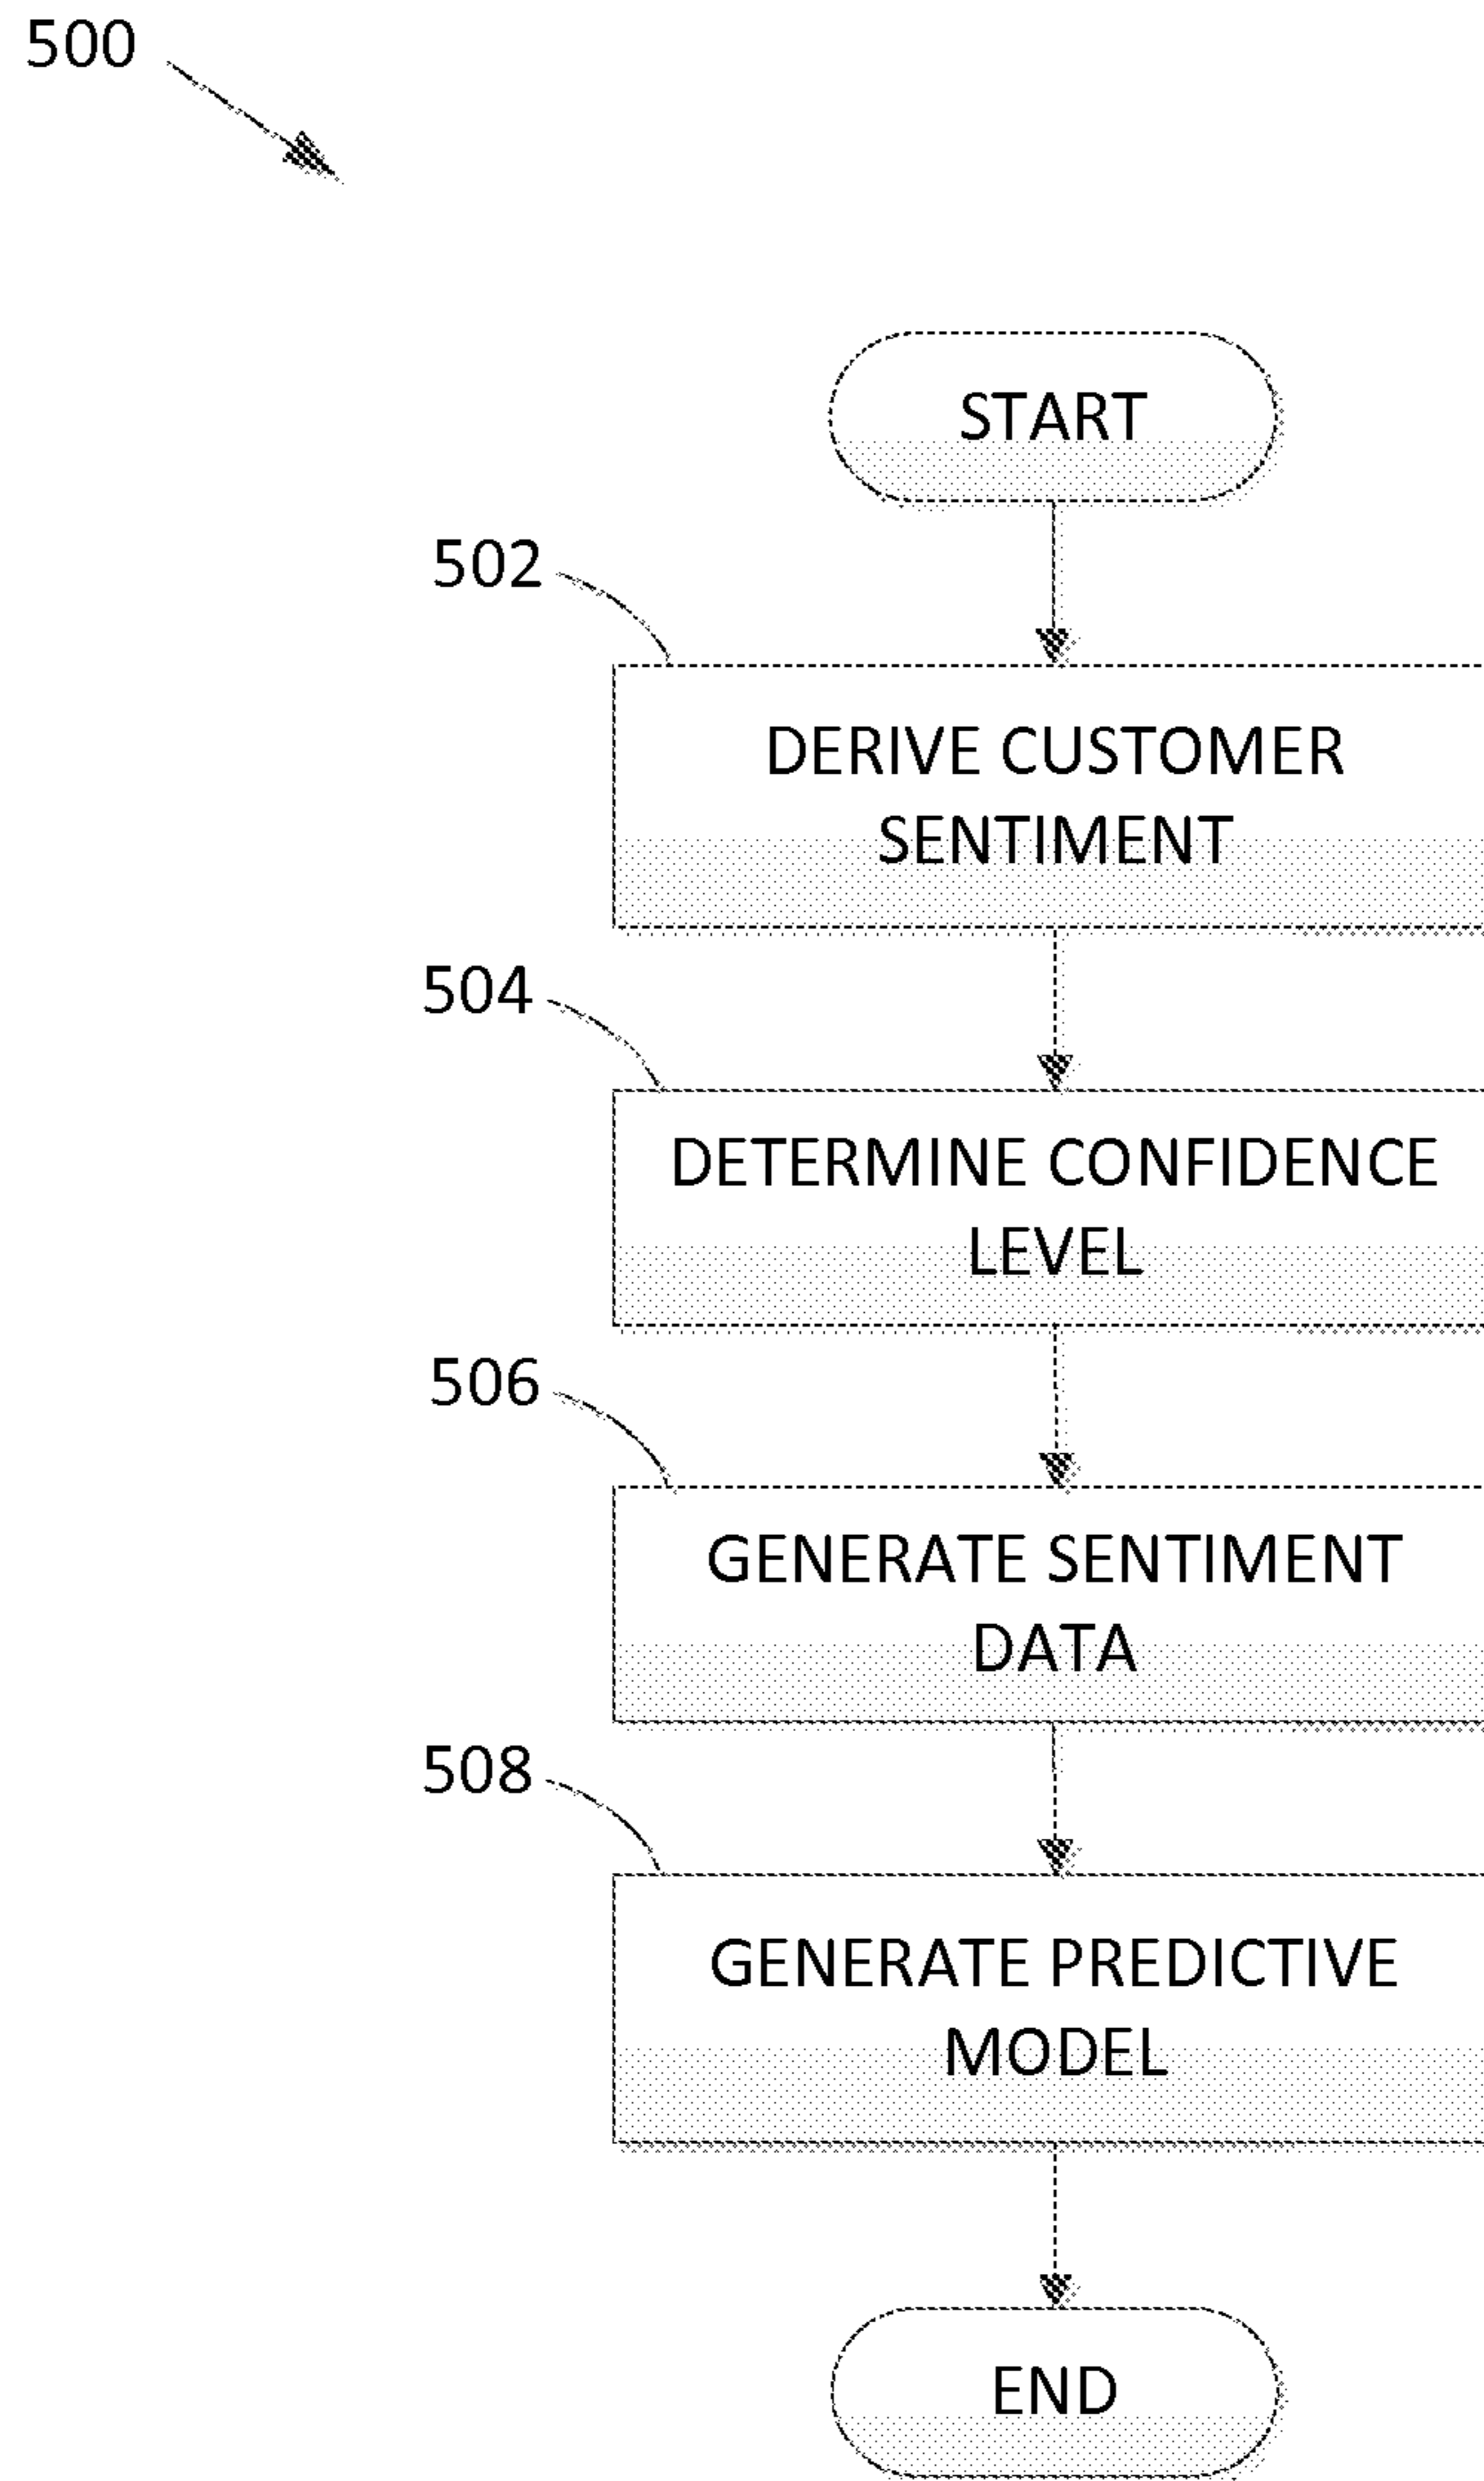 500
START
502
DERIVE CUSTOMER
SENTIMENT
504
DETERMINE CONFIDENCE
LEVEL
506
GENERATE SENTIMENT
DATA
508
GENERATE PREDICTIVE
MODEL
END